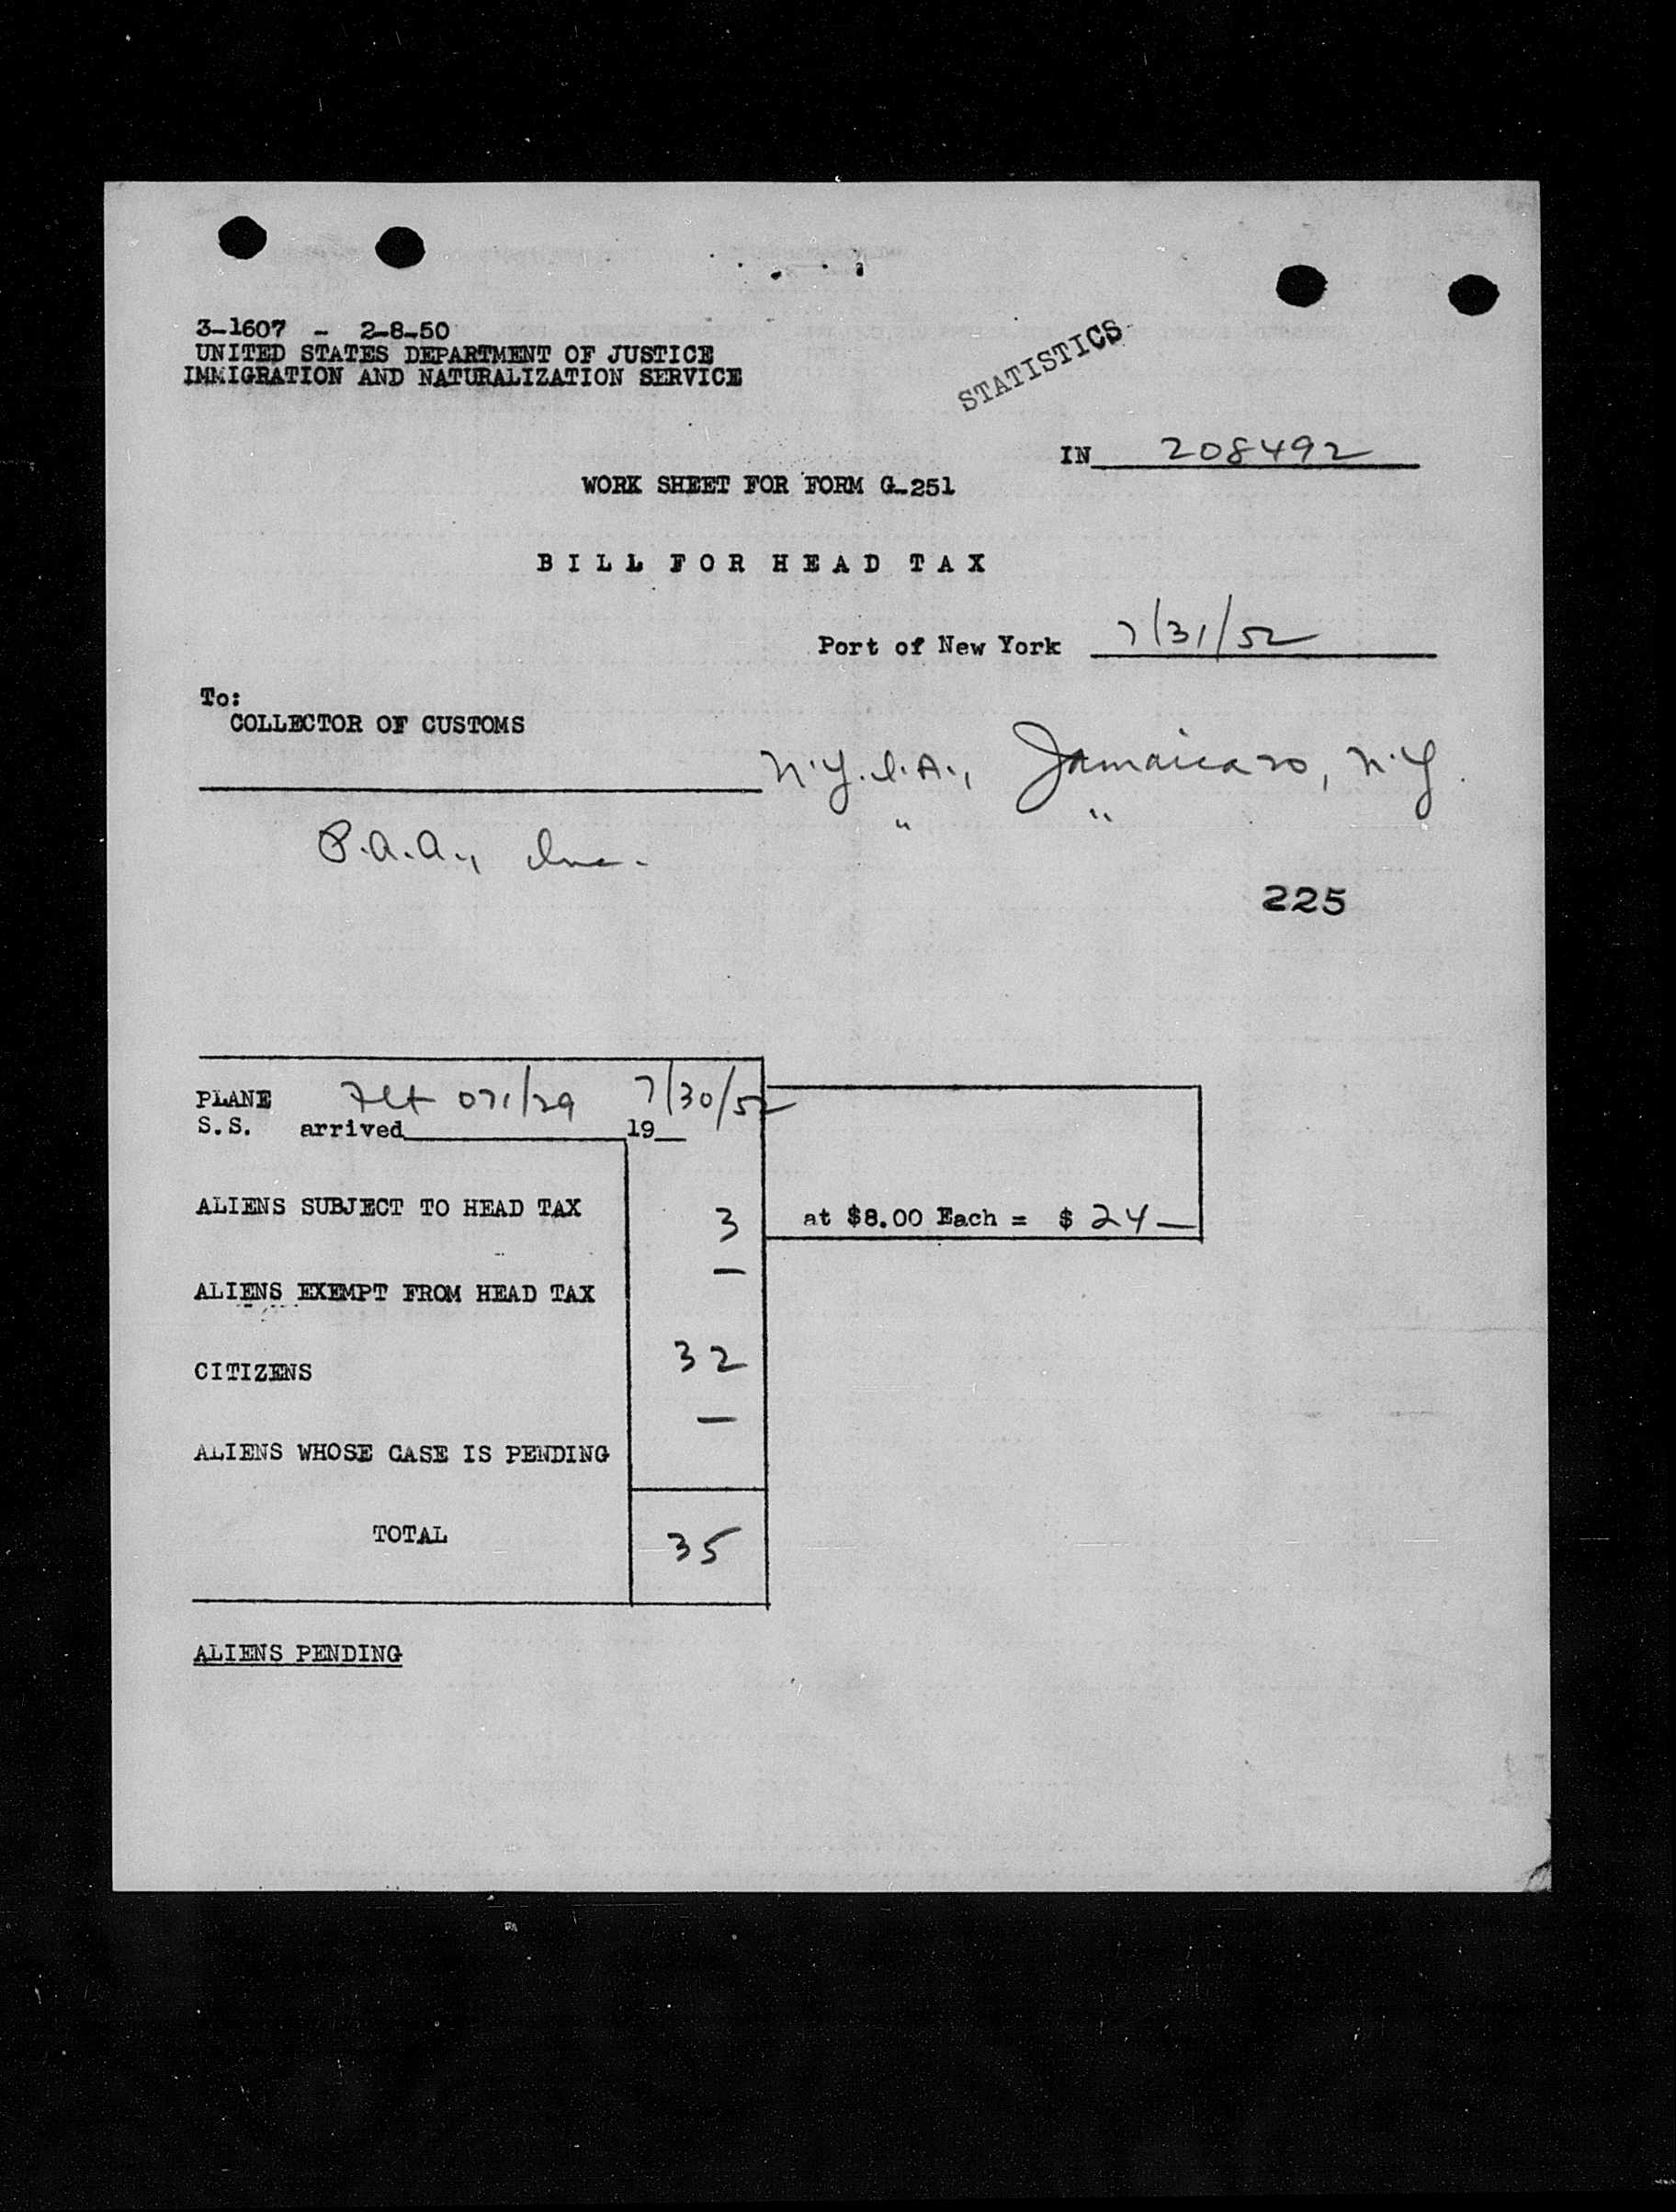 3-1607 - 2-8-50
UNITED STATES DEPARTMENT OF JUSTICE
IMMIGRATION AND NATURALIZATION SERVICE
STATISTICS
IN 208492
WORK SHEET FOR FORM G-251
BILL FOR HEAD TAX
Port of New York 7/31/52
To:
COLLECTOR OF CUSTOMS
N.Y.I.A., Jamaica 20, N.Y.
" "
P.A.A., Inc.
225
PLANE Flt 071/29 7/30/52
S.S. arrived 19
ALIENS SUBJECT TO HEAD TAX 3 at $8.00 Each = $ 24—
ALIENS EXEMPT FROM HEAD TAX —
CITIZENS 32
ALIENS WHOSE CASE IS PENDING —
TOTAL 35
ALIENS PENDING